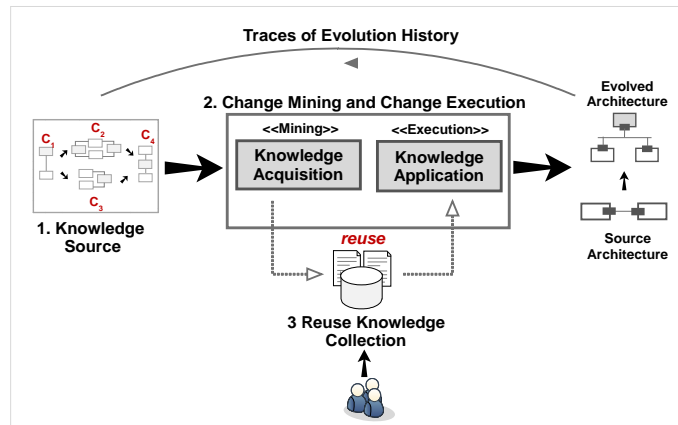 Traces of Evolution History
2. Change Mining and Change Execution
<<Mining>>
<<Execution>>
Knowledge
Acquisition
Knowledge
Application
C1
C2
C4
C3
1. Knowledge
Source
Evolved
Architecture
Source
Architecture
reuse
3 Reuse Knowledge
Collection